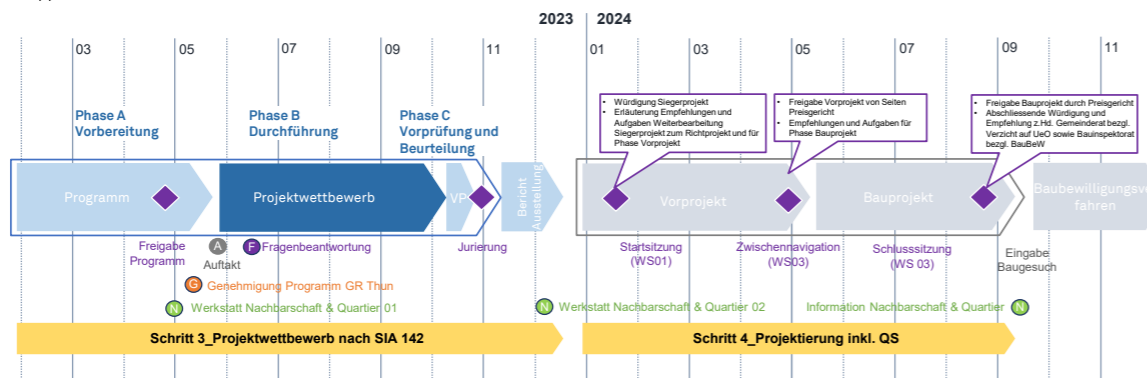 2023 2024
03 05 07 09 11 01 03 05 07 09 11
Phase A
Vorbereitung
Phase B
Durchführung
Phase C
Vorprüfung und
Beurteilung
• Würdigung Siegerprojekt
• Erläuterung Empfehlungen und
Aufgaben Weiterbearbeitung
Siegerprojekt zum Richtprojekt und für
Phase Vorprojekt
• Freigabe Vorprojekt von Seiten
Preisgericht
• Empfehlungen und Aufgaben für
Phase Bauprojekt
• Freigabe Bauprojekt durch Preisgericht
• Abschliessende Würdigung und
Empfehlung z.Hd. Gemeinderat bezgl.
Verzicht auf UeO sowie Bauinspektorat
bezgl. BauBeW
Programm
Projektwettbewerb
VP
Bericht
Ausstellung
Vorprojekt
Bauprojekt
Baubewilligungsve
fahren
Freigabe
Programm
A
Auftakt
F Fragenbeantwortung
Jurierung
Startsitzung
(WS01)
Zwischennavigation
(WS03)
Schlusssitzung
(WS 03)
Eingabe
Baugesuch
G Genehmigung Programm GR Thun
N Werkstatt Nachbarschaft & Quartier 01
N Werkstatt Nachbarschaft & Quartier 02
Information Nachbarschaft & Quartier N
Schritt 3_Projektwettbewerb nach SIA 142
Schritt 4_Projektierung inkl. QS